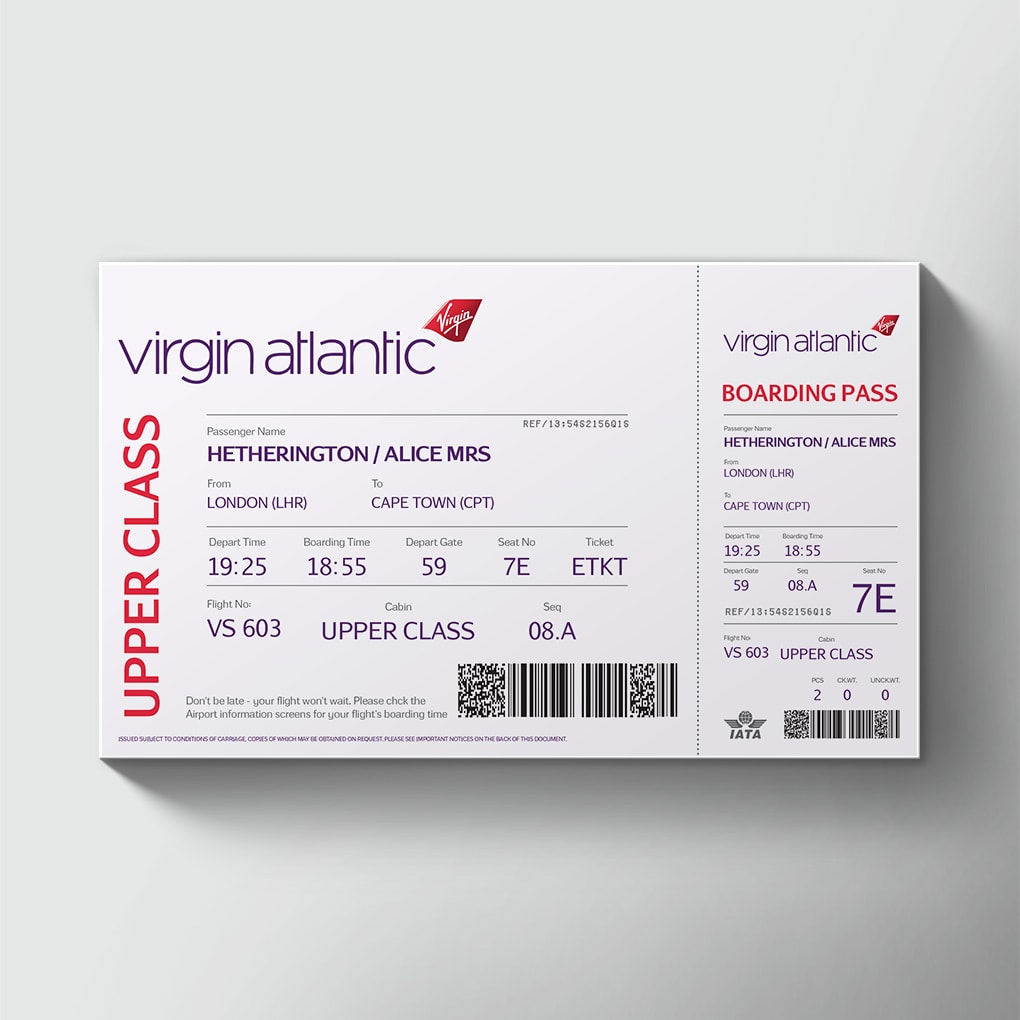 virgin atlantic
Virgin
UPPER CLASS
REF/13:54S2156Q1S
Passenger Name
HETHERINGTON / ALICE MRS
From To
LONDON (LHR) CAPE TOWN (CPT)
Depart Time Boarding Time Depart Gate Seat No Ticket
19:25 18:55 59 7E ETKT
Flight No: Cabin Seq
VS 603 UPPER CLASS 08.A
Don't be late - your flight won't wait. Please chck the
Airport information screens for your flight's boarding time
ISSUED SUBJECT TO CONDITIONS OF CARRIAGE, COPIES OF WHICH MAY BE OBTAINED ON REQUEST. PLEASE SEE IMPORTANT NOTICES ON THE BACK OF THIS DOCUMENT.
virgin atlantic
Virgin
BOARDING PASS
Passenger Name
HETHERINGTON / ALICE MRS
From
LONDON (LHR)
To
CAPE TOWN (CPT)
Depart Time Boarding Time
19:25 18:55
Depart Gate Seq Seat No
59 08.A 7E
REF/13:54S2156Q1S
Flight No: Cabin
VS 603 UPPER CLASS
PCS CK.WT. UNCK.WT.
2 0 0
IATA